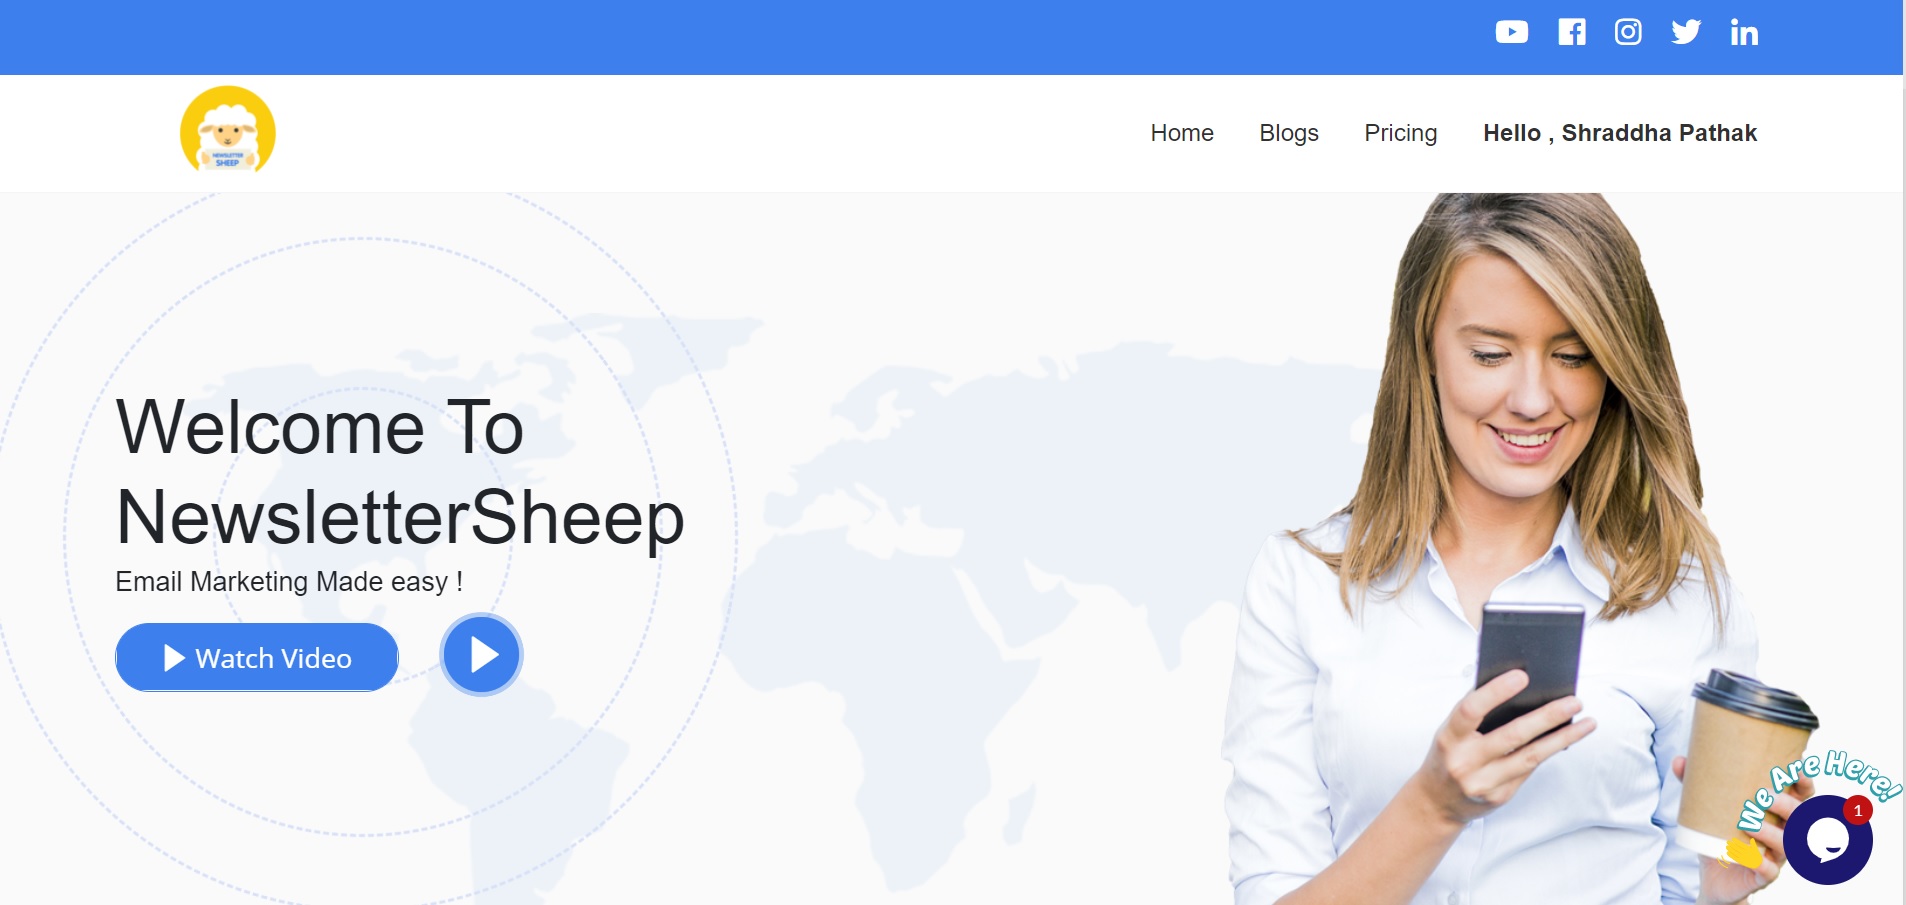 NEWSLETTER
SHEEP
Home
Blogs
Pricing
Hello , Shraddha Pathak
Welcome To
NewsletterSheep
Email Marketing Made easy !
Watch Video
We Are Here!
1